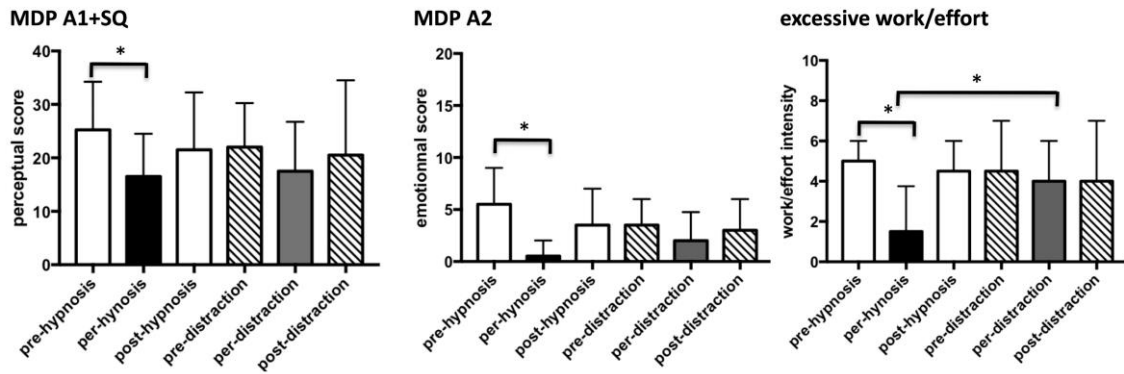 MDP A1+SQ
perceptual score
40
30
20
10
0
*
pre-hypnosis
per-hynosis
post-hypnosis
pre-distraction
per-distraction
post-distraction
MDP A2
emotionnal score
20
15
10
5
0
*
pre-hypnosis
per-hynosis
post-hypnosis
pre-distraction
per-distraction
post-distraction
excessive work/effort
work/effort intensity
10
8
6
4
2
0
*
*
pre-hypnosis
per-hynosis
post-hypnosis
pre-distraction
per-distraction
post-distraction